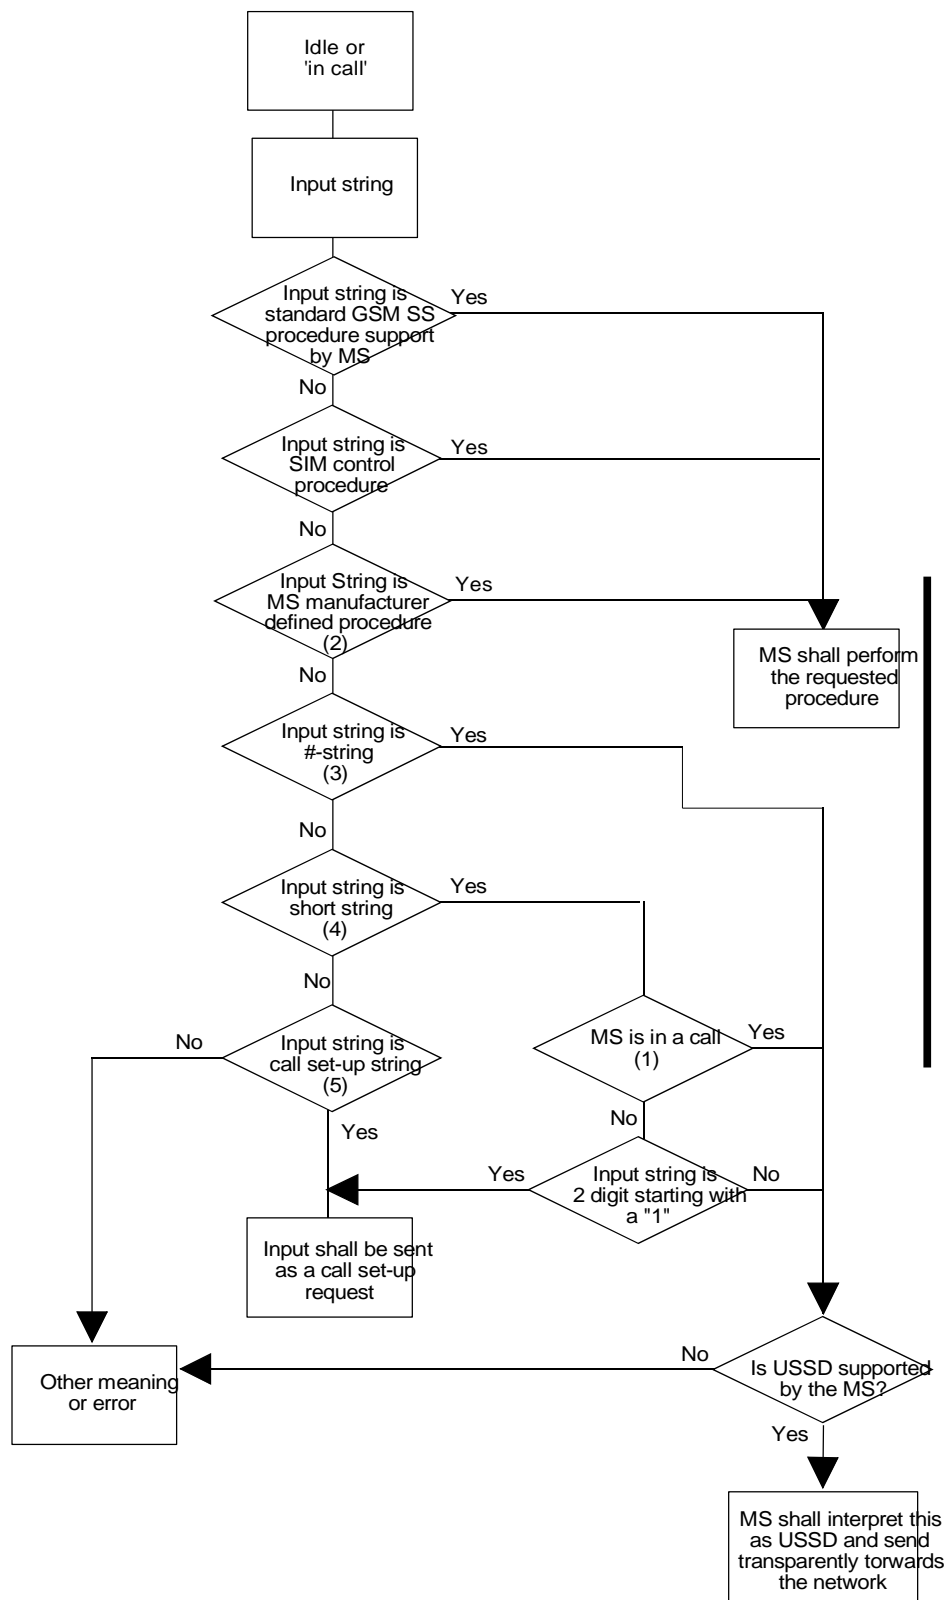 Idle or
'in call'
Input string
Input string is
standard GSM SS
procedure support
by MS
Yes
No
Input string is
SIM control
procedure
Yes
No
Input String is
MS manufacturer
defined procedure
(2)
Yes
MS shall perform
the requested
procedure
No
Input string is
#-string
(3)
Yes
No
Input string is
short string
(4)
Yes
No
Input string is
call set-up string
(5)
No
Yes
MS is in a call
(1)
Yes
No
Input string is
2 digit starting with
a "1"
Yes
No
Input shall be sent
as a call set-up
request
Other meaning
or error
No
Is USSD supported
by the MS?
Yes
MS shall interpret this
as USSD and send
transparently torwards
the network